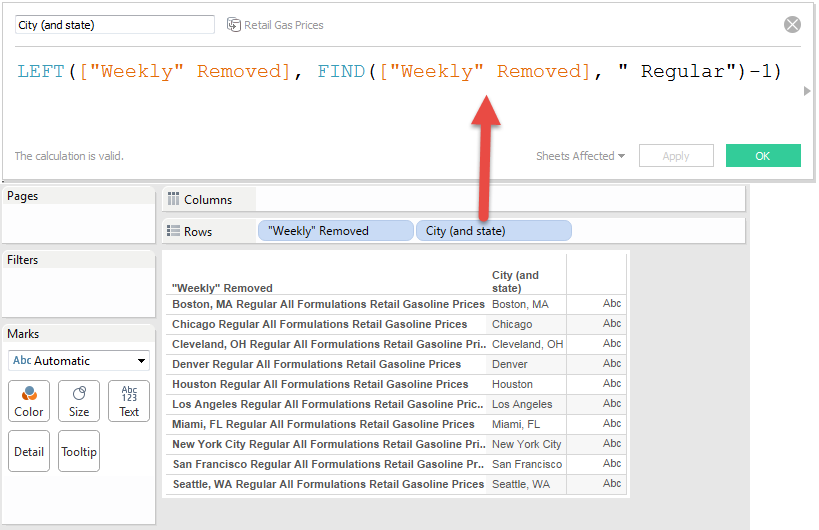 City (and state) Retail Gas Prices
LEFT(["Weekly" Removed], FIND(["Weekly" Removed], " Regular")-1)
The calculation is valid. Sheets Affected Apply OK
Pages
Columns
Rows "Weekly" Removed City (and state)
Filters
Marks
Abc Automatic
Color Size Abc 123 Text
Detail Tooltip
City (and
"Weekly" Removed state)
Boston, MA Regular All Formulations Retail Gasoline Prices Boston, MA Abc
Chicago Regular All Formulations Retail Gasoline Prices Chicago Abc
Cleveland, OH Regular All Formulations Retail Gasoline Pri.. Cleveland, OH Abc
Denver Regular All Formulations Retail Gasoline Prices Denver Abc
Houston Regular All Formulations Retail Gasoline Prices Houston Abc
Los Angeles Regular All Formulations Retail Gasoline Pric.. Los Angeles Abc
Miami, FL Regular All Formulations Retail Gasoline Prices Miami, FL Abc
New York City Regular All Formulations Retail Gasoline Pri.. New York City Abc
San Francisco Regular All Formulations Retail Gasoline Pr.. San Francisco Abc
Seattle, WA Regular All Formulations Retail Gasoline Prices Seattle, WA Abc